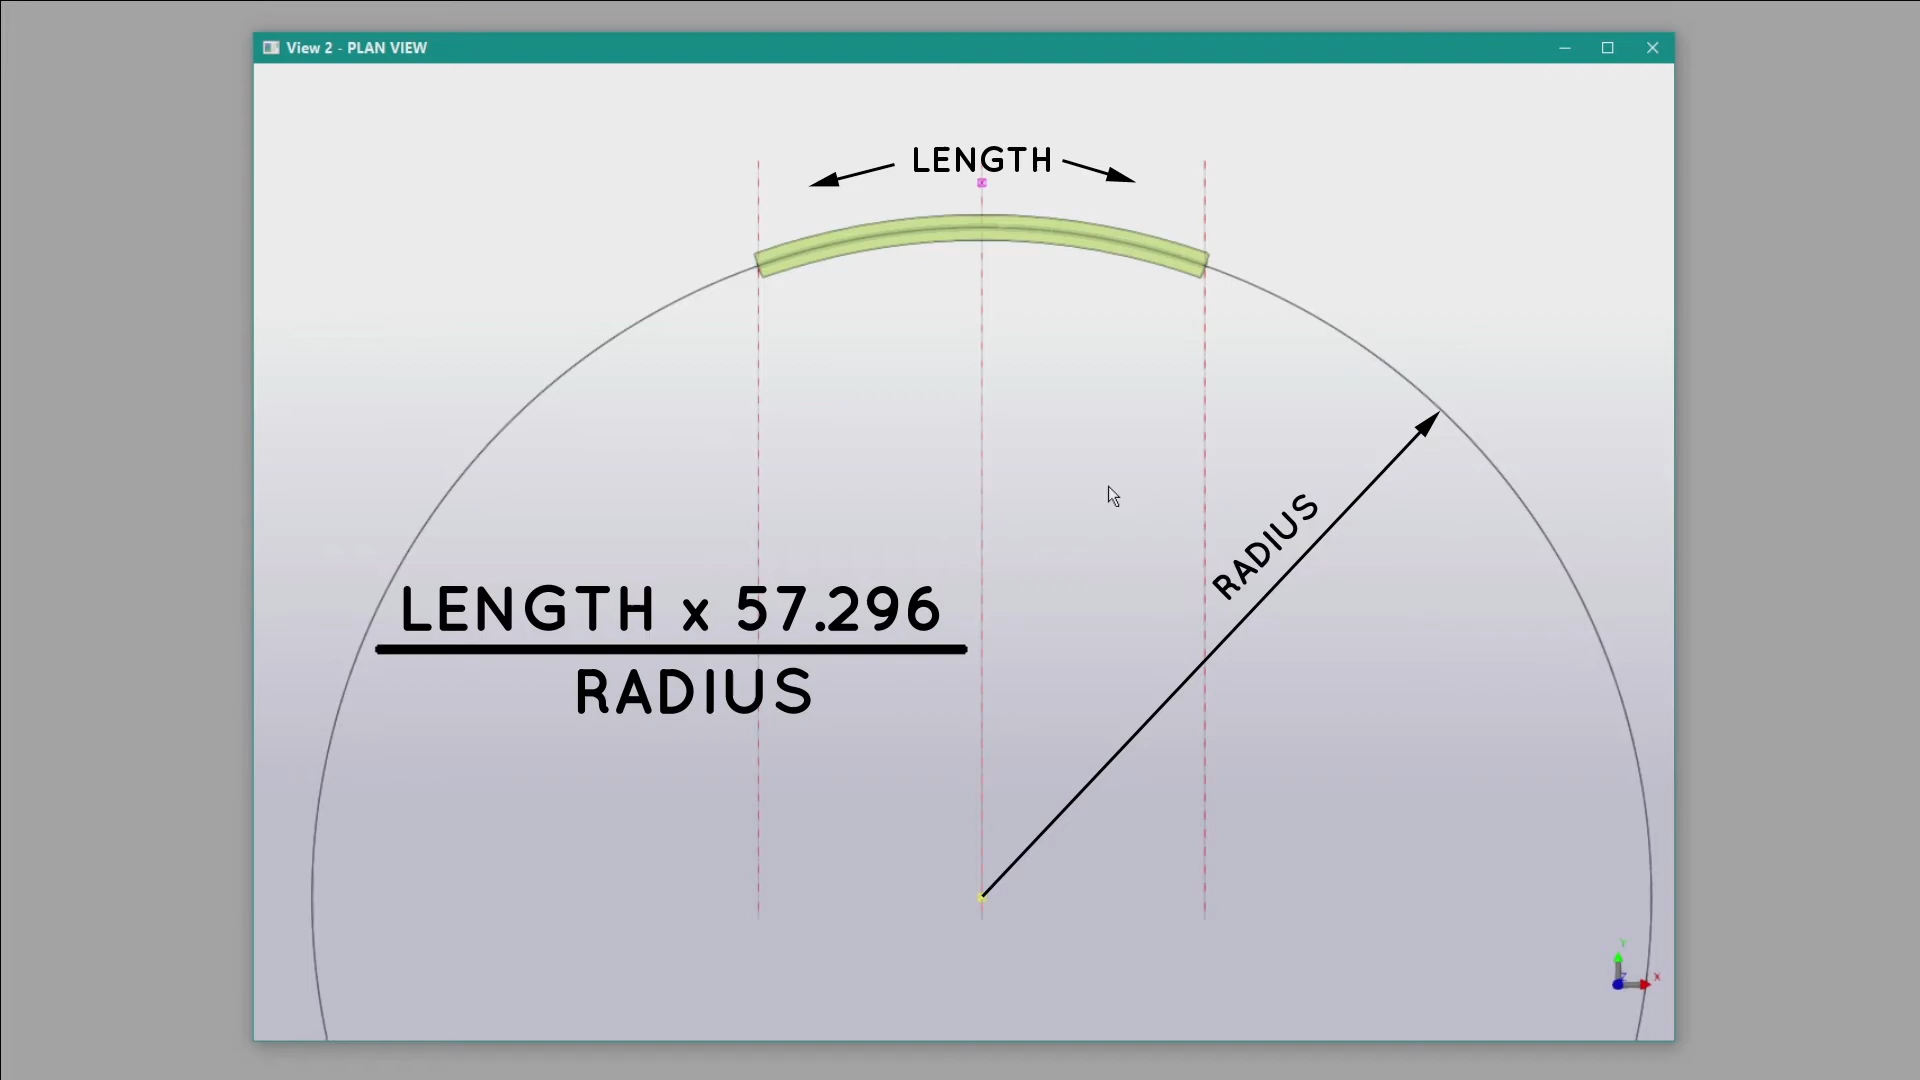 View 2 - PLAN VIEW
LENGTH
RADIUS
LENGTH x 57.296
RADIUS
Y
Z
X